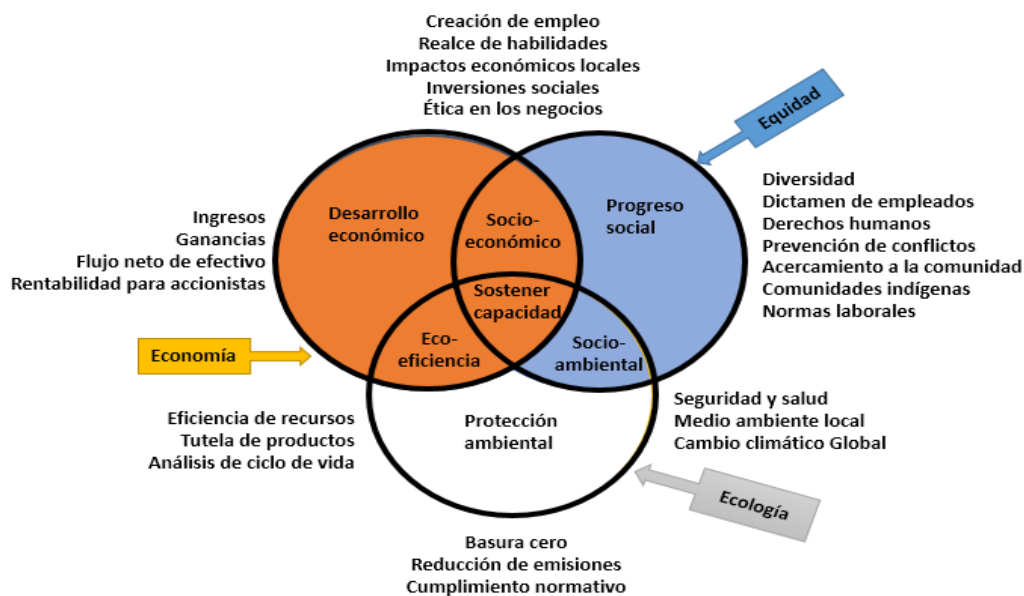 Creación de empleo
Realce de habilidades
Impactos económicos locales
Inversiones sociales
Ética en los negocios
Equidad
Diversidad
Dictamen de empleados
Derechos humanos
Prevención de conflictos
Acercamiento a la comunidad
Comunidades indígenas
Normas laborales
Ingresos
Ganancias
Flujo neto de efectivo
Rentabilidad para accionistas
Desarrollo
económico
Socio-
económico
Progreso
social
Sostener
capacidad
Eco-
eficiencia
Socio-
ambiental
Economía
Eficiencia de recursos
Tutela de productos
Análisis de ciclo de vida
Protección
ambiental
Seguridad y salud
Medio ambiente local
Cambio climático Global
Ecología
Basura cero
Reducción de emisiones
Cumplimiento normativo